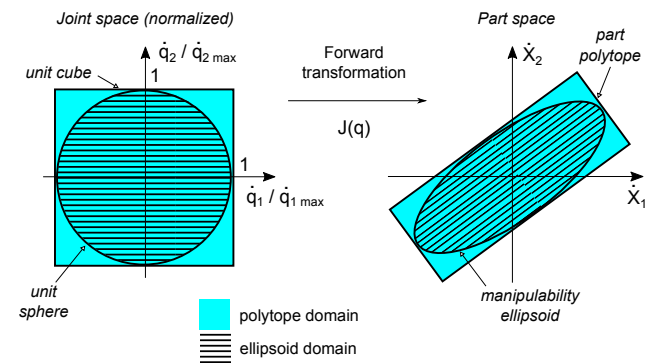 Joint space (normalized)
q̇2 / q̇2 max
unit cube
1
1
q̇1 / q̇1 max
unit
sphere
Forward
transformation
J(q)
Part space
Ẋ2
part
polytope
Ẋ1
manipulability
ellipsoid
polytope domain
ellipsoid domain